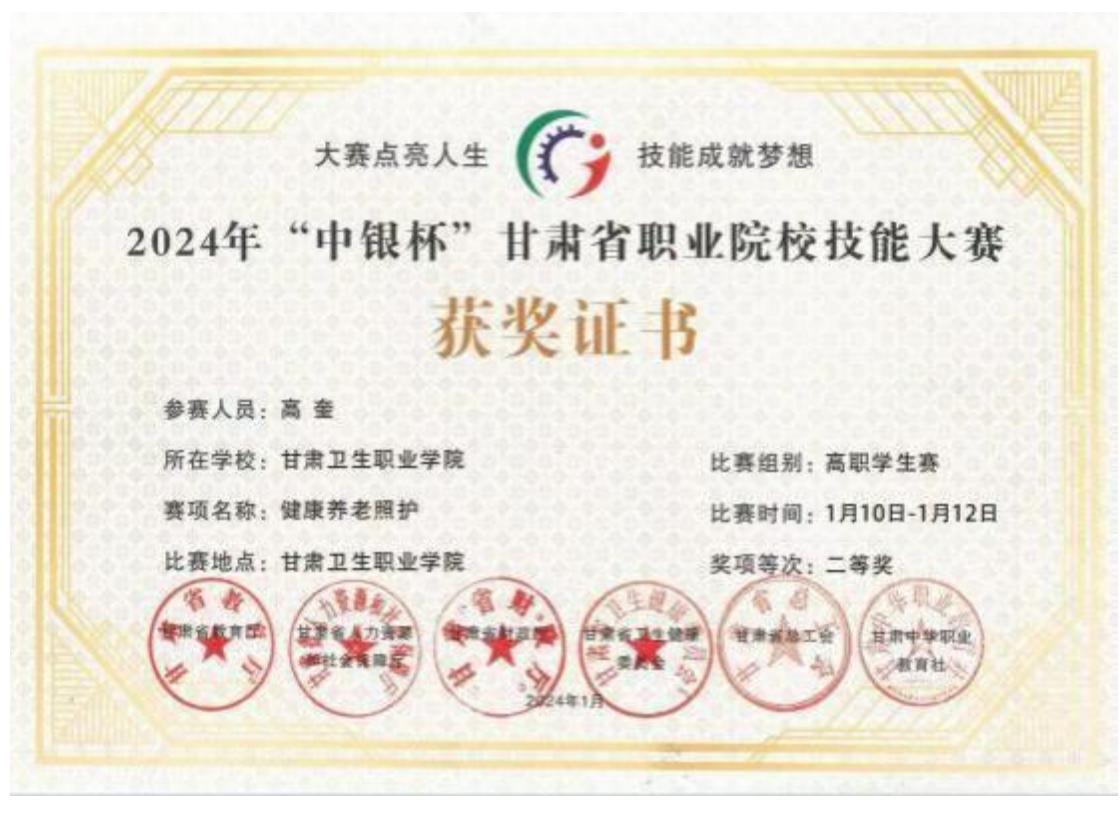 大赛点亮人生 技能成就梦想
2024年“中银杯”甘肃省职业院校技能大赛
获奖证书
参赛人员：高 奎
所在学校：甘肃卫生职业学院 比赛组别：高职学生赛
赛项名称：健康养老照护 比赛时间：1月10日-1月12日
比赛地点：甘肃卫生职业学院 奖项等次：二等奖
甘肃省教育厅 甘肃省人力资源和社会保障厅 甘肃省财政厅 甘肃省卫生健康委员会 甘肃省总工会 甘肃中华职业教育社
2024年1月